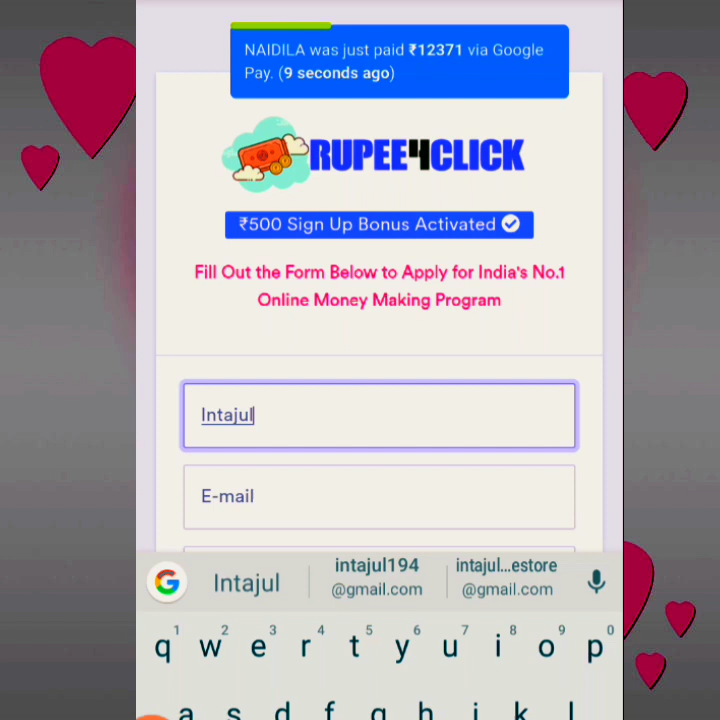 NAIDILA was just paid ₹12371 via Google
Pay. (9 seconds ago)
RUPEE4CLICK
₹500 Sign Up Bonus Activated
Fill Out the Form Below to Apply for India's No.1
Online Money Making Program
Intajul
E-mail
G Intajul intajul194 intajul...estore
@gmail.com @gmail.com
1 2 3 4 5 6 7 8 9 0
q w e r t y u i o p
a s d f g h j k l